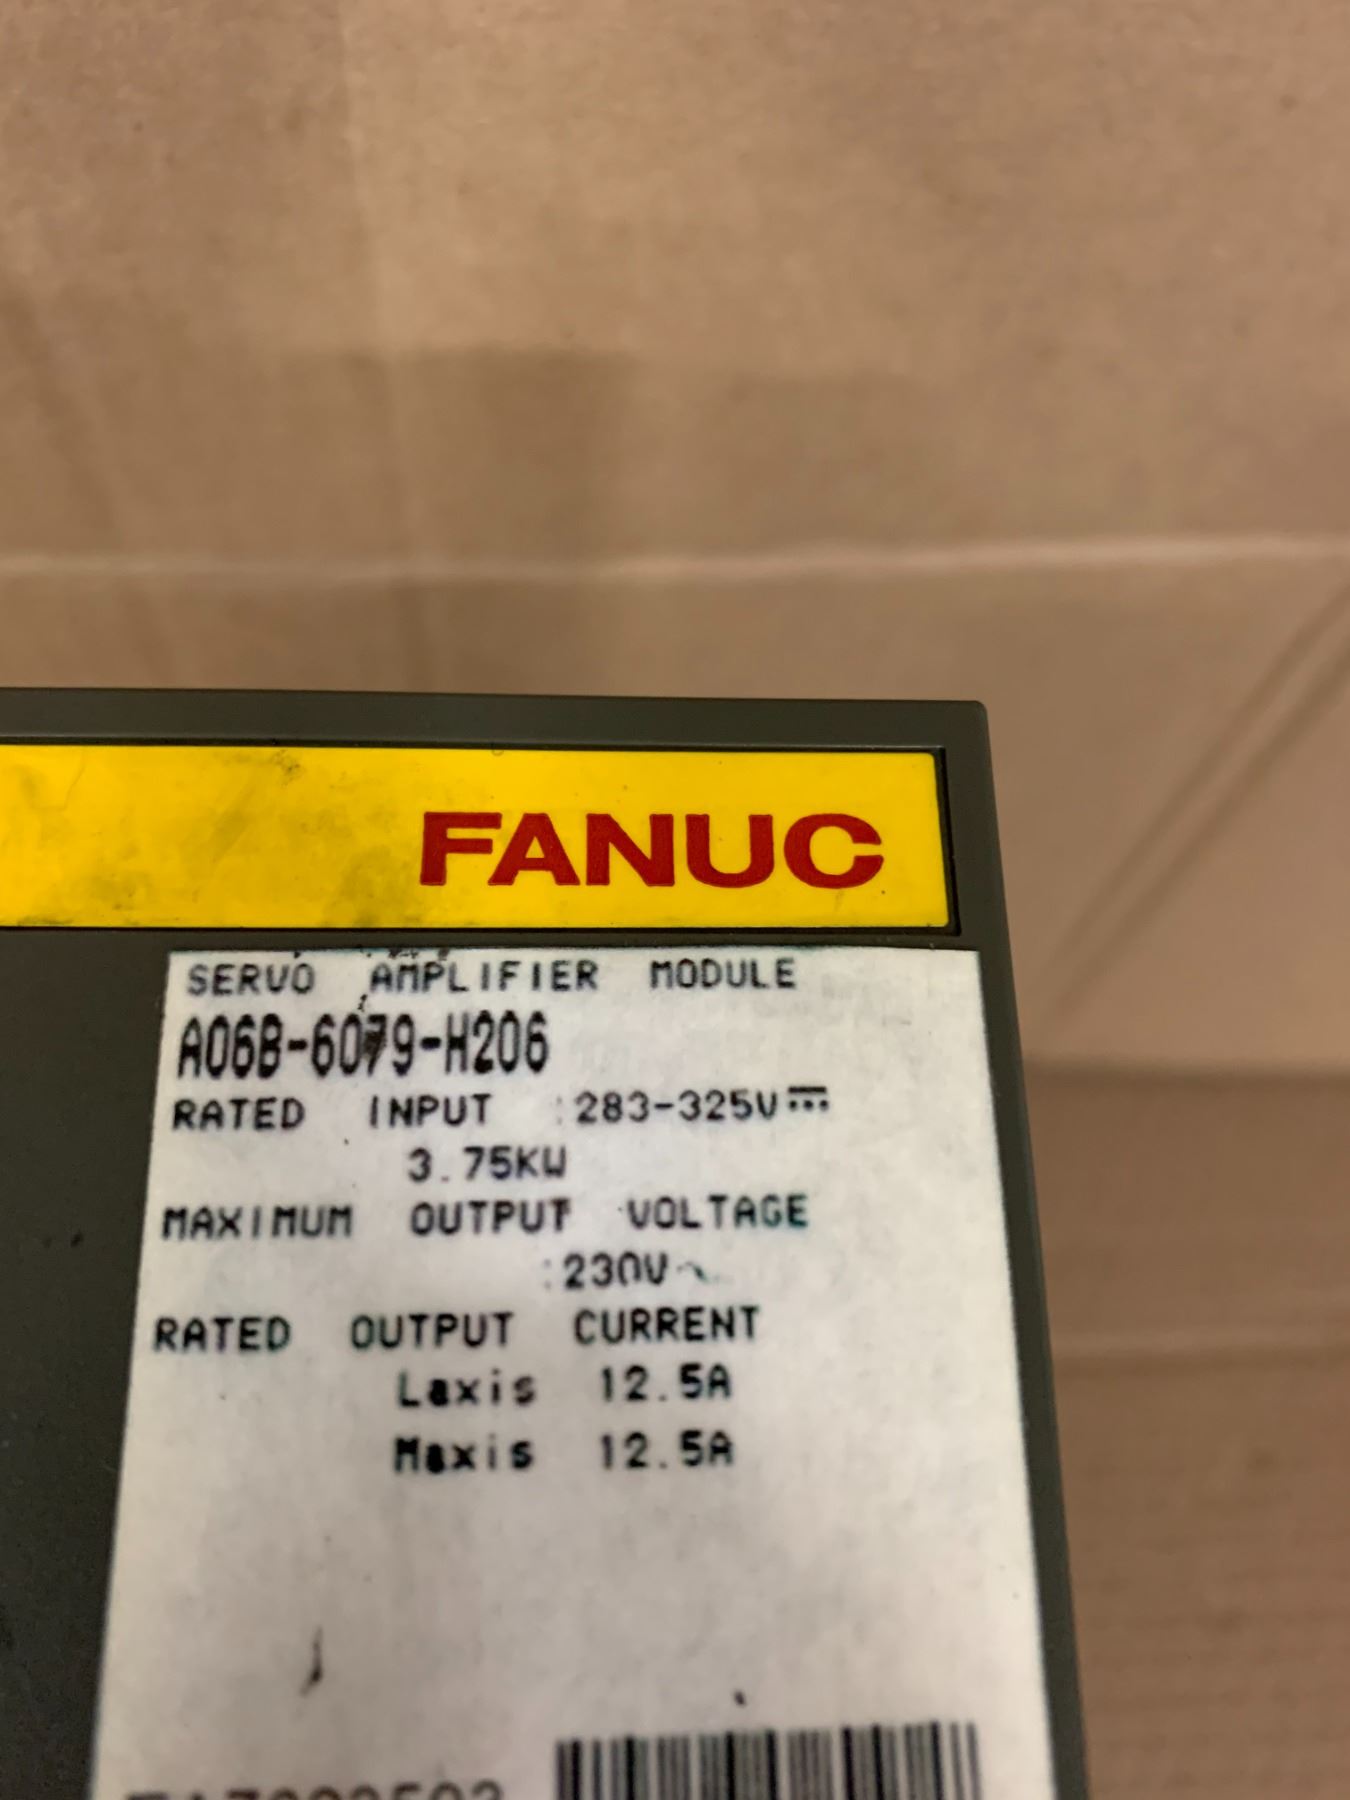 FANUC
SERVO AMPLIFIER MODULE
A06B-6079-H206
RATED INPUT :283-325V⎓
3.75KW
MAXIMUM OUTPUT VOLTAGE
:230V~
RATED OUTPUT CURRENT
Laxis 12.5A
Maxis 12.5A